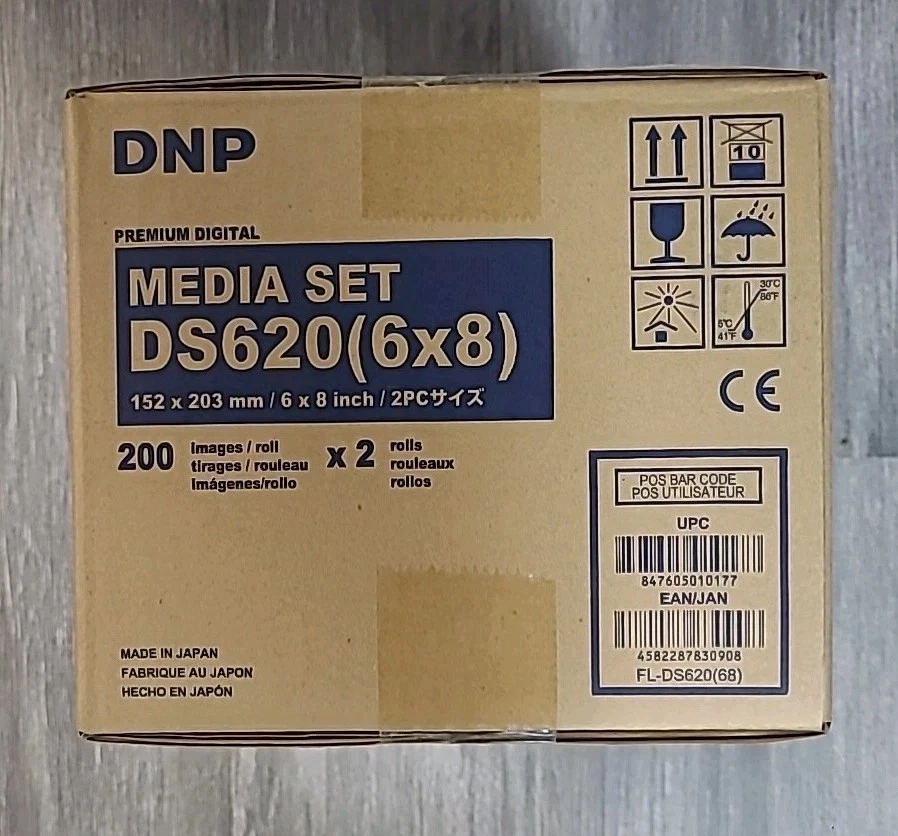 DNP
PREMIUM DIGITAL
MEDIA SET
DS620(6x8)
152 x 203 mm / 6 x 8 inch / 2PCサイズ
200 images / roll x 2 rolls
tirages / rouleau rouleaux
imágenes/rollo rollos
10
30°C
86°F
5°C
41°F
CE
POS BAR CODE
POS UTILISATEUR
UPC
847605010177
EAN/JAN
4582287830908
FL-DS620(68)
MADE IN JAPAN
FABRIQUE AU JAPON
HECHO EN JAPÓN